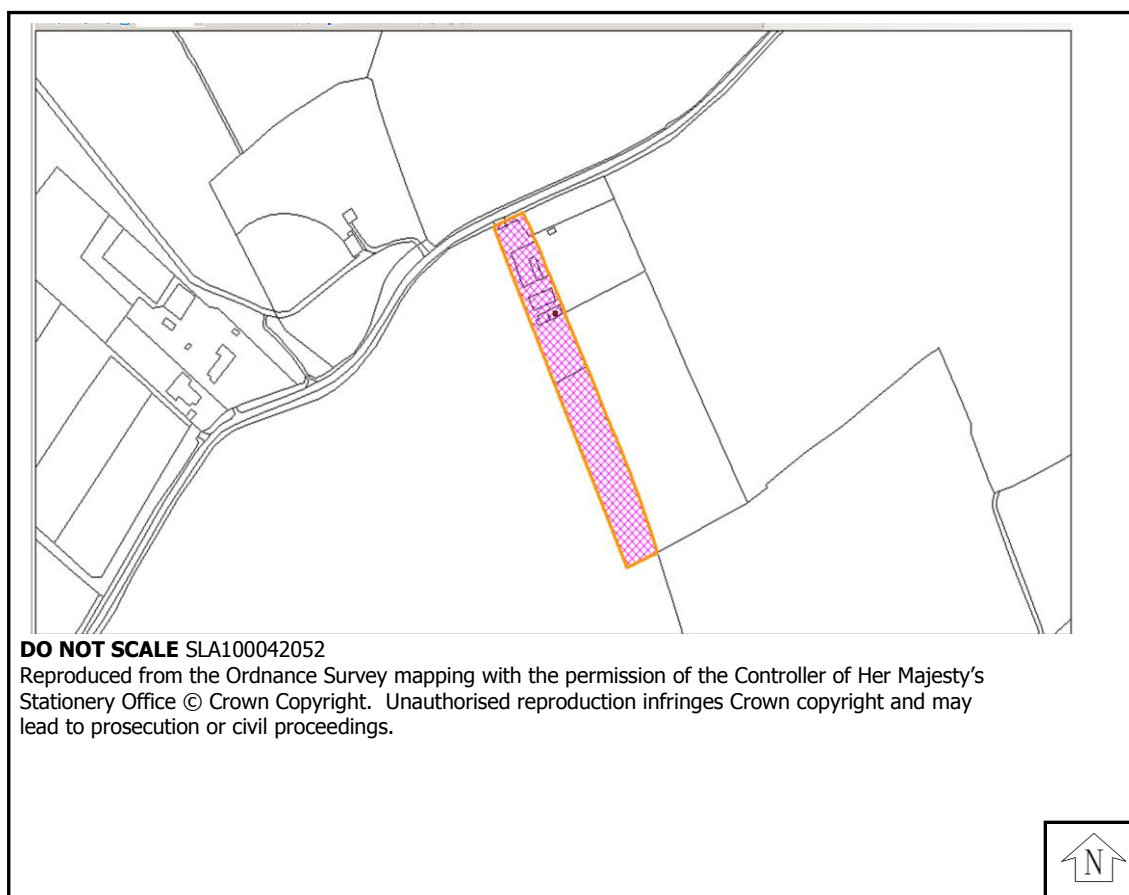 DO NOT SCALE SLA100042052
Reproduced from the Ordnance Survey mapping with the permission of the Controller of Her Majesty's
Stationery Office © Crown Copyright.  Unauthorised reproduction infringes Crown copyright and may
lead to prosecution or civil proceedings.
N